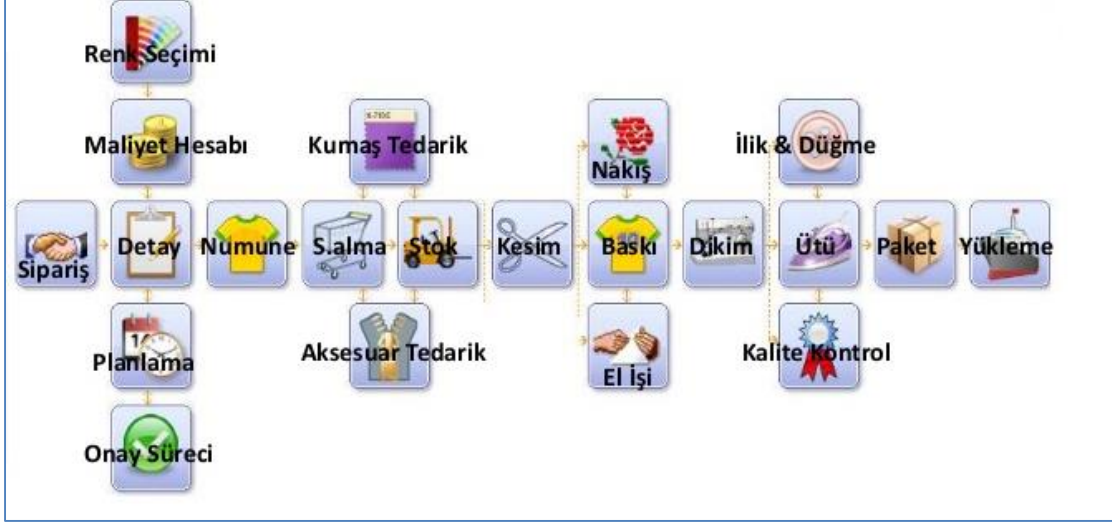 Renk Seçimi
Maliyet Hesabı
Kumaş Tedarik
Nakış
İlik & Düğme
Sipariş
Detay
Numune
S.alma
Stok
Kesim
Baskı
Dikim
Ütü
Paket
Yükleme
Planlama
Aksesuar Tedarik
El İşi
Kalite Kontrol
Onay Süreci